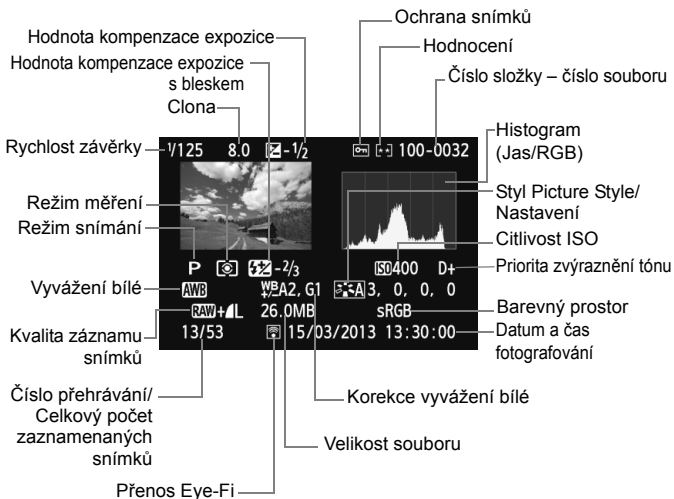 Ochrana snímků
Hodnota kompenzace expozice
Hodnocení
Hodnota kompenzace expozice
s bleskem
Číslo složky – číslo souboru
Clona
Rychlost závěrky
1/125 8.0 -1/2 100-0032
Histogram
(Jas/RGB)
Režim měření
Styl Picture Style/
Nastavení
Režim snímání
Citlivost ISO
P -2/3 ISO400 D+
Priorita zvýraznění tónu
Vyvážení bílé
AWB WB+/-A2, G1 A3, 0, 0, 0
RAW+L 26.0MB sRGB
Barevný prostor
Kvalita záznamu
snímků
13/53 15/03/2013 13:30:00
Datum a čas
fotografování
Číslo přehrávání/
Celkový počet
zaznamenaných
snímků
Korekce vyvážení bílé
Velikost souboru
Přenos Eye-Fi